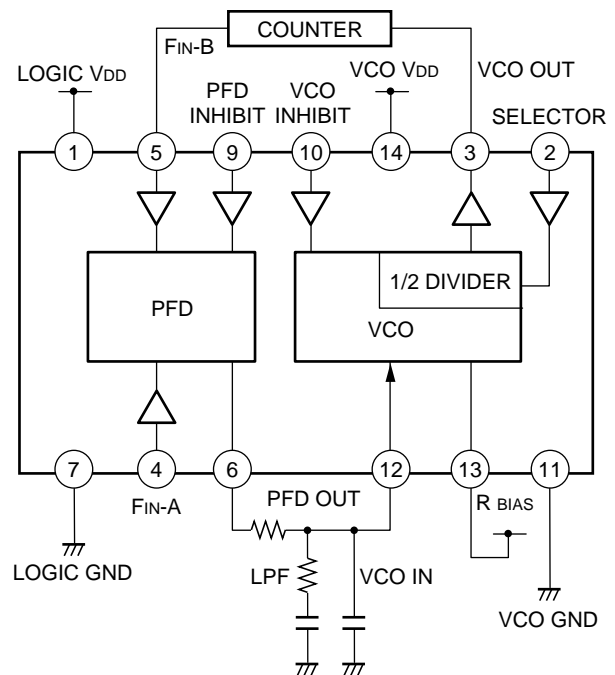 COUNTER
FIN-B
LOGIC VDD
VCO VDD
VCO OUT
PFD
INHIBIT
VCO
INHIBIT
SELECTOR
1
5
9
10
14
3
2
PFD
1/2 DIVIDER
VCO
7
4
6
12
13
11
FIN-A
PFD OUT
R BIAS
LOGIC GND
LPF
VCO IN
VCO GND